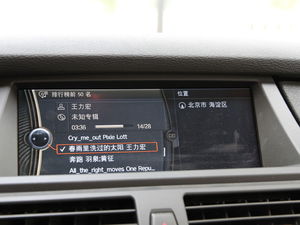 排行榜前 50 名
王力宏
未知专辑
03:36 14/28
Cry_me_out Pixie Lott
春雨里洗过的太阳 王力宏
奔跑 羽泉;黄征
All_the_right_moves One Repu..
位置
北京市 海淀区